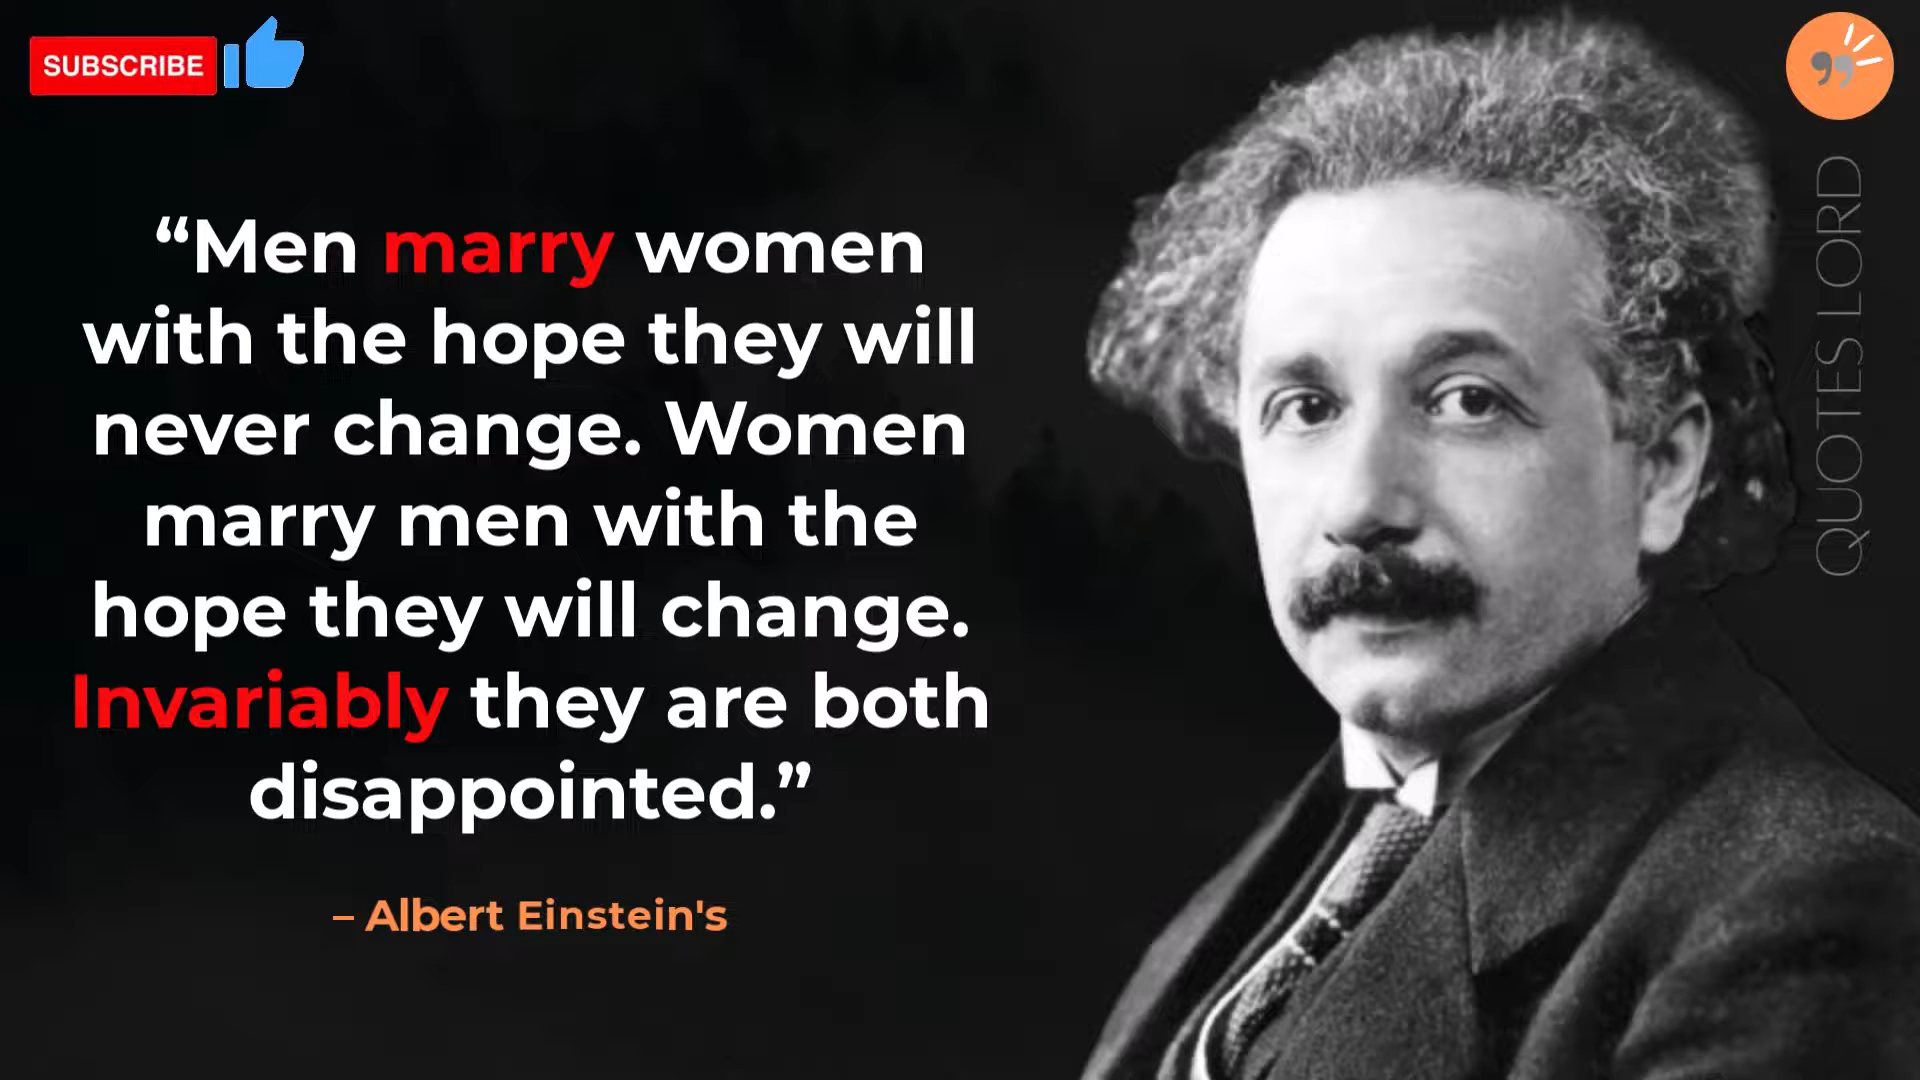 SUBSCRIBE
“Men marry women
with the hope they will
never change. Women
marry men with the
hope they will change.
Invariably they are both
disappointed.”
– Albert Einstein's
QUOTES LORD